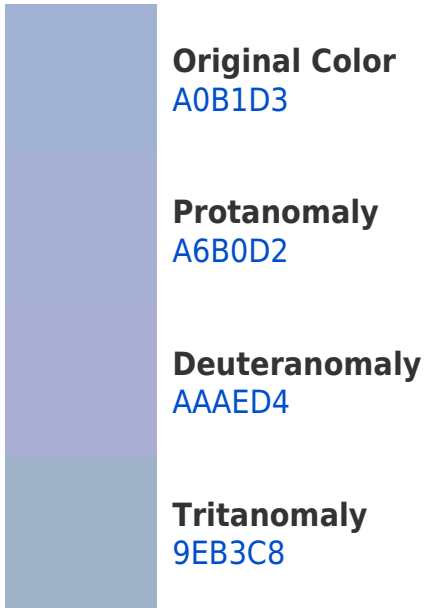 Original Color
A0B1D3
Protanomaly
A6B0D2
Deuteranomaly
AAAED4
Tritanomaly
9EB3C8